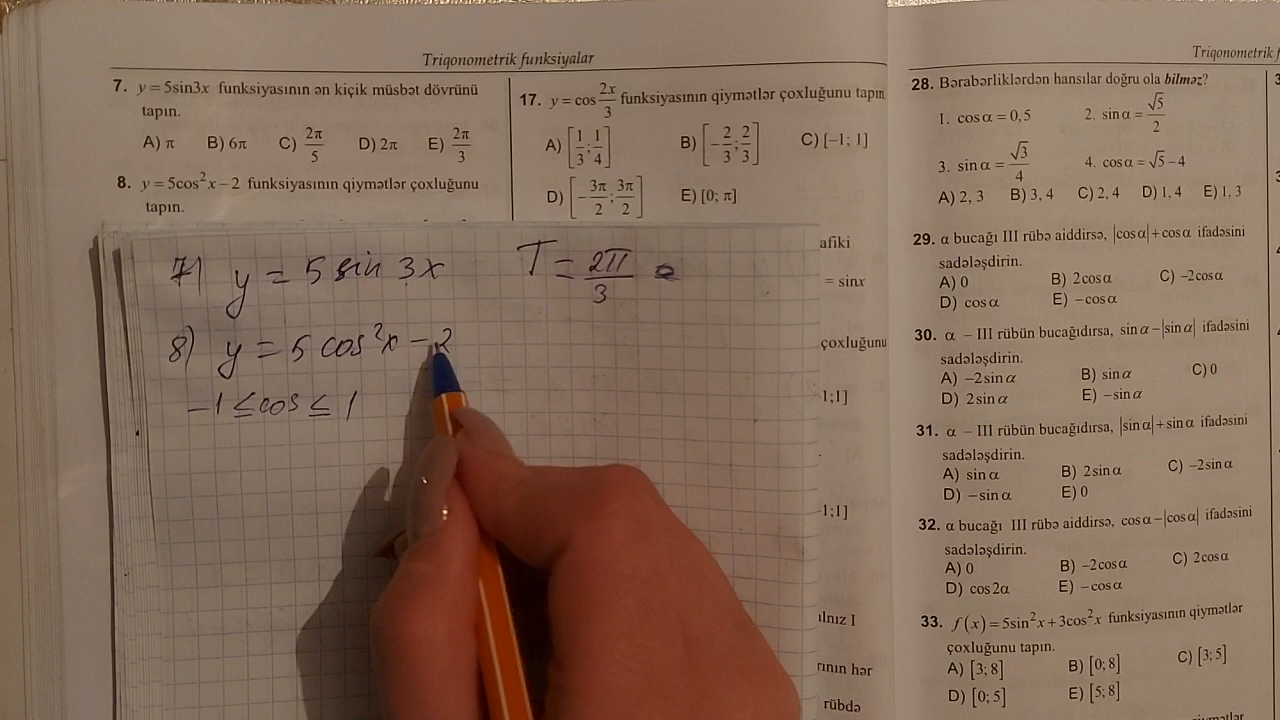 Triqonometrik funksiyalar
7. y = 5sin3x funksiyasının ən kiçik müsbət dövrünü
tapın.
A) π B) 6π C) 2π/5 D) 2π E) 2π/3
8. y = 5cos²x – 2 funksiyasının qiymətlər çoxluğunu
tapın.
17. y = cos 2x/3 funksiyasının qiymətlər çoxluğunu tapın
A) [1/3; 1/4] B) [–2/3; 2/3] C) [–1; 1]
D) [–3π/2; 3π/2] E) [0; π]
7) y = 5 sin 3x T = 2π/3
8) y = 5 cos²x – 2
–1 ≤ cos ≤ 1
afiki
= sinx
çoxluğunu
1;1]
1;1]
lnız I
rının hər
rübdə
Triqonometrik f
28. Bərabərliklərdən hansılar doğru ola bilməz?
1. cosα = 0,5 2. sinα = √5/2
3. sinα = √3/4 4. cosα = √5 – 4
A) 2, 3 B) 3, 4 C) 2, 4 D) 1, 4 E) 1, 3
29. α bucağı III rübə aiddirsə, |cosα| + cosα ifadəsini
sadələşdirin.
A) 0 B) 2cosα C) –2cosα
D) cosα E) –cosα
30. α – III rübün bucağıdırsa, sinα – |sinα| ifadəsini
sadələşdirin.
A) –2sinα B) sinα C) 0
D) 2sinα E) –sinα
31. α – III rübün bucağıdırsa, |sinα| + sinα ifadəsini
sadələşdirin.
A) sinα B) 2sinα C) –2sinα
D) –sinα E) 0
32. α bucağı III rübə aiddirsə, cosα – |cosα| ifadəsini
sadələşdirin.
A) 0 B) –2cosα C) 2cosα
D) cos2α E) –cosα
33. f(x) = 5sin²x + 3cos²x funksiyasının qiymətlər
çoxluğunu tapın.
A) [3; 8] B) [0; 8] C) [3; 5]
D) [0; 5] E) [5; 8]